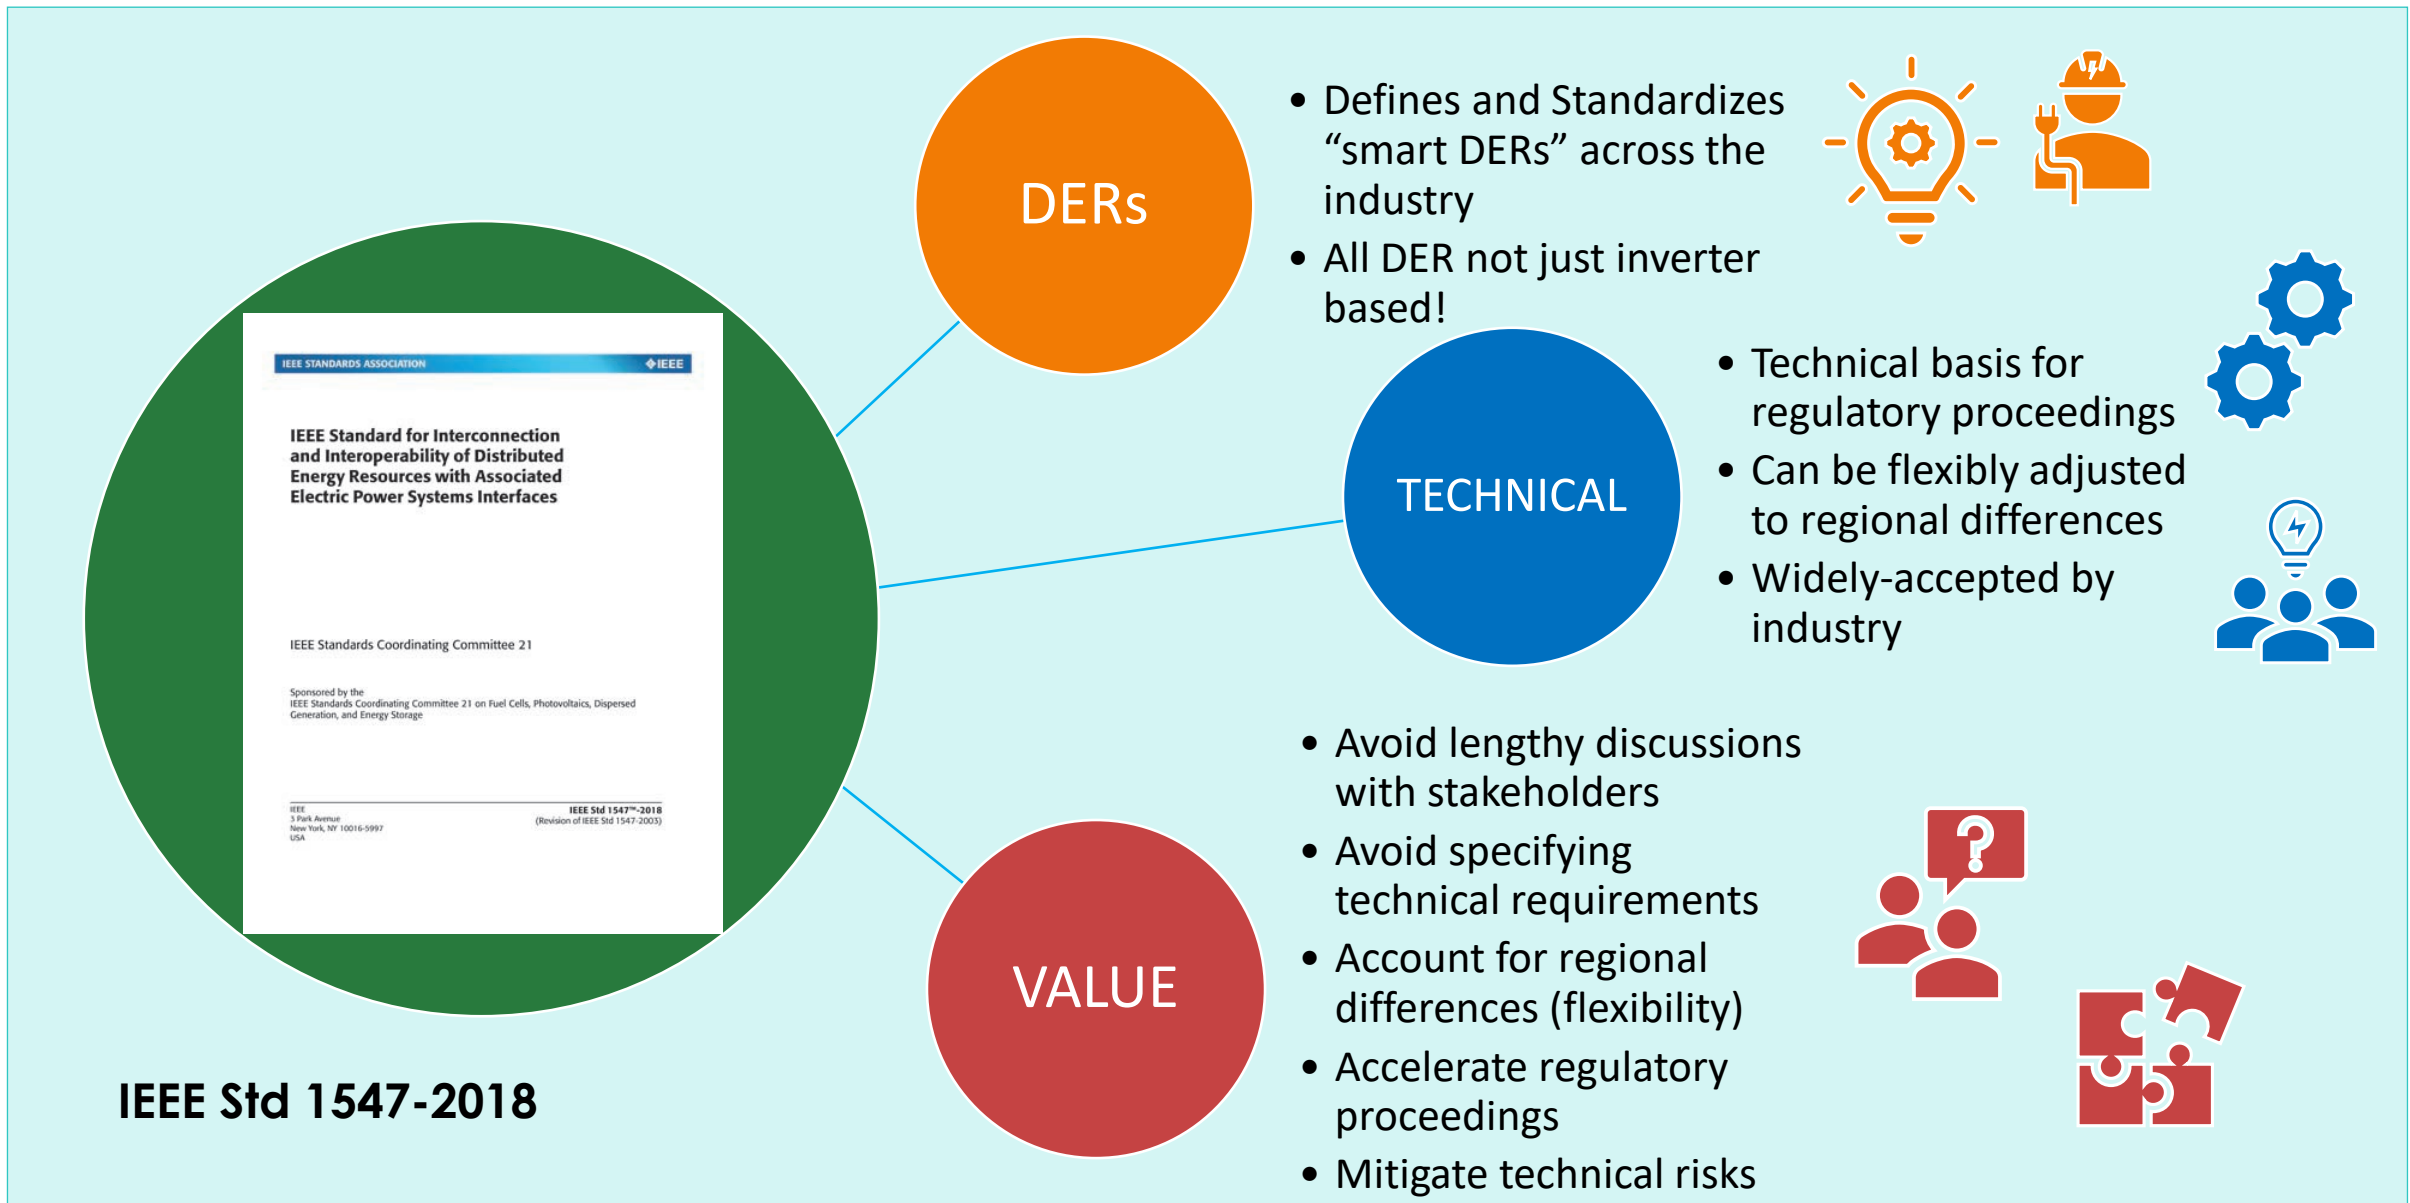 IEEE STANDARDS ASSOCIATION
IEEE
IEEE Standard for Interconnection
and Interoperability of Distributed
Energy Resources with Associated
Electric Power Systems Interfaces
IEEE Standards Coordinating Committee 21
Sponsored by the
IEEE Standards Coordinating Committee 21 on Fuel Cells, Photovoltaics, Dispersed
Generation, and Energy Storage
IEEE
3 Park Avenue
New York, NY 10016-5997
USA
IEEE Std 1547™-2018
(Revision of IEEE Std 1547-2003)
IEEE Std 1547-2018
DERs
• Defines and Standardizes
“smart DERs” across the
industry
• All DER not just inverter
based!
TECHNICAL
• Technical basis for
regulatory proceedings
• Can be flexibly adjusted
to regional differences
• Widely-accepted by
industry
VALUE
• Avoid lengthy discussions
with stakeholders
• Avoid specifying
technical requirements
• Account for regional
differences (flexibility)
• Accelerate regulatory
proceedings
• Mitigate technical risks
?